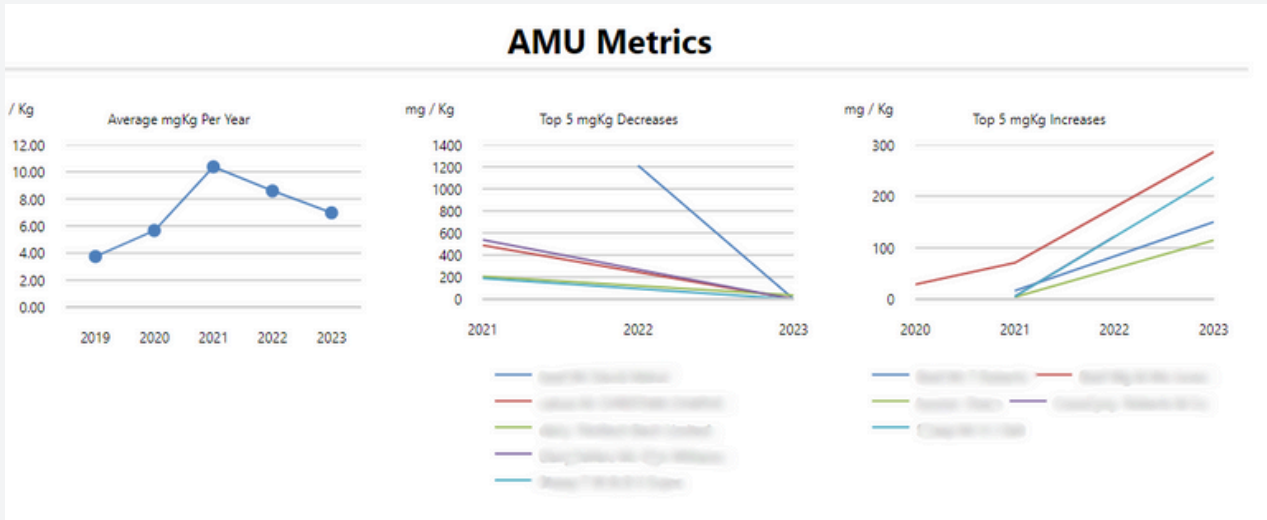 AMU Metrics
/ Kg
Average mgKg Per Year
12.00
10.00
8.00
6.00
4.00
2.00
0.00
2019 2020 2021 2022 2023
mg / Kg
Top 5 mgKg Decreases
1400
1200
1000
800
600
400
200
0
2021 2022 2023
mg / Kg
Top 5 mgKg Increases
300
200
100
0
2020 2021 2022 2023